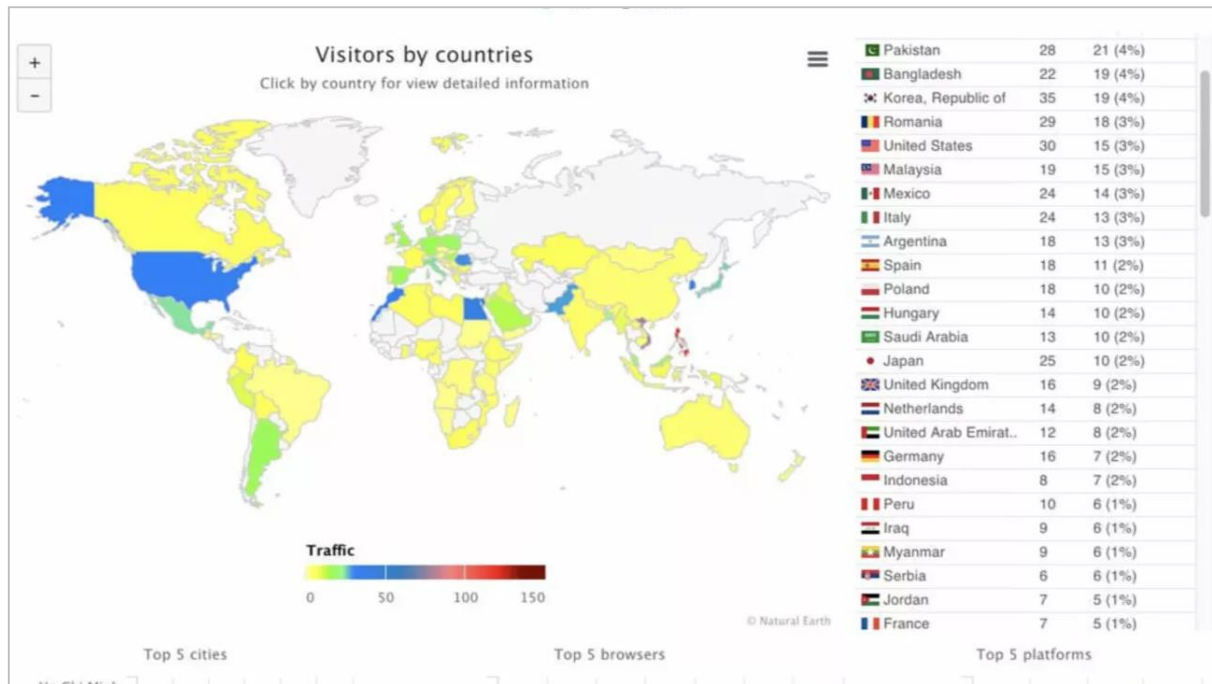 +
-
Visitors by countries
Click by country for view detailed information
Traffic
0 50 100 150
© Natural Earth
Pakistan 28 21 (4%)
Bangladesh 22 19 (4%)
Korea, Republic of 35 19 (4%)
Romania 29 18 (3%)
United States 30 15 (3%)
Malaysia 19 15 (3%)
Mexico 24 14 (3%)
Italy 24 13 (3%)
Argentina 18 13 (3%)
Spain 18 11 (2%)
Poland 18 10 (2%)
Hungary 14 10 (2%)
Saudi Arabia 13 10 (2%)
Japan 25 10 (2%)
United Kingdom 16 9 (2%)
Netherlands 14 8 (2%)
United Arab Emirat.. 12 8 (2%)
Germany 16 7 (2%)
Indonesia 8 7 (2%)
Peru 10 6 (1%)
Iraq 9 6 (1%)
Myanmar 9 6 (1%)
Serbia 6 6 (1%)
Jordan 7 5 (1%)
France 7 5 (1%)
Top 5 cities Top 5 browsers Top 5 platforms